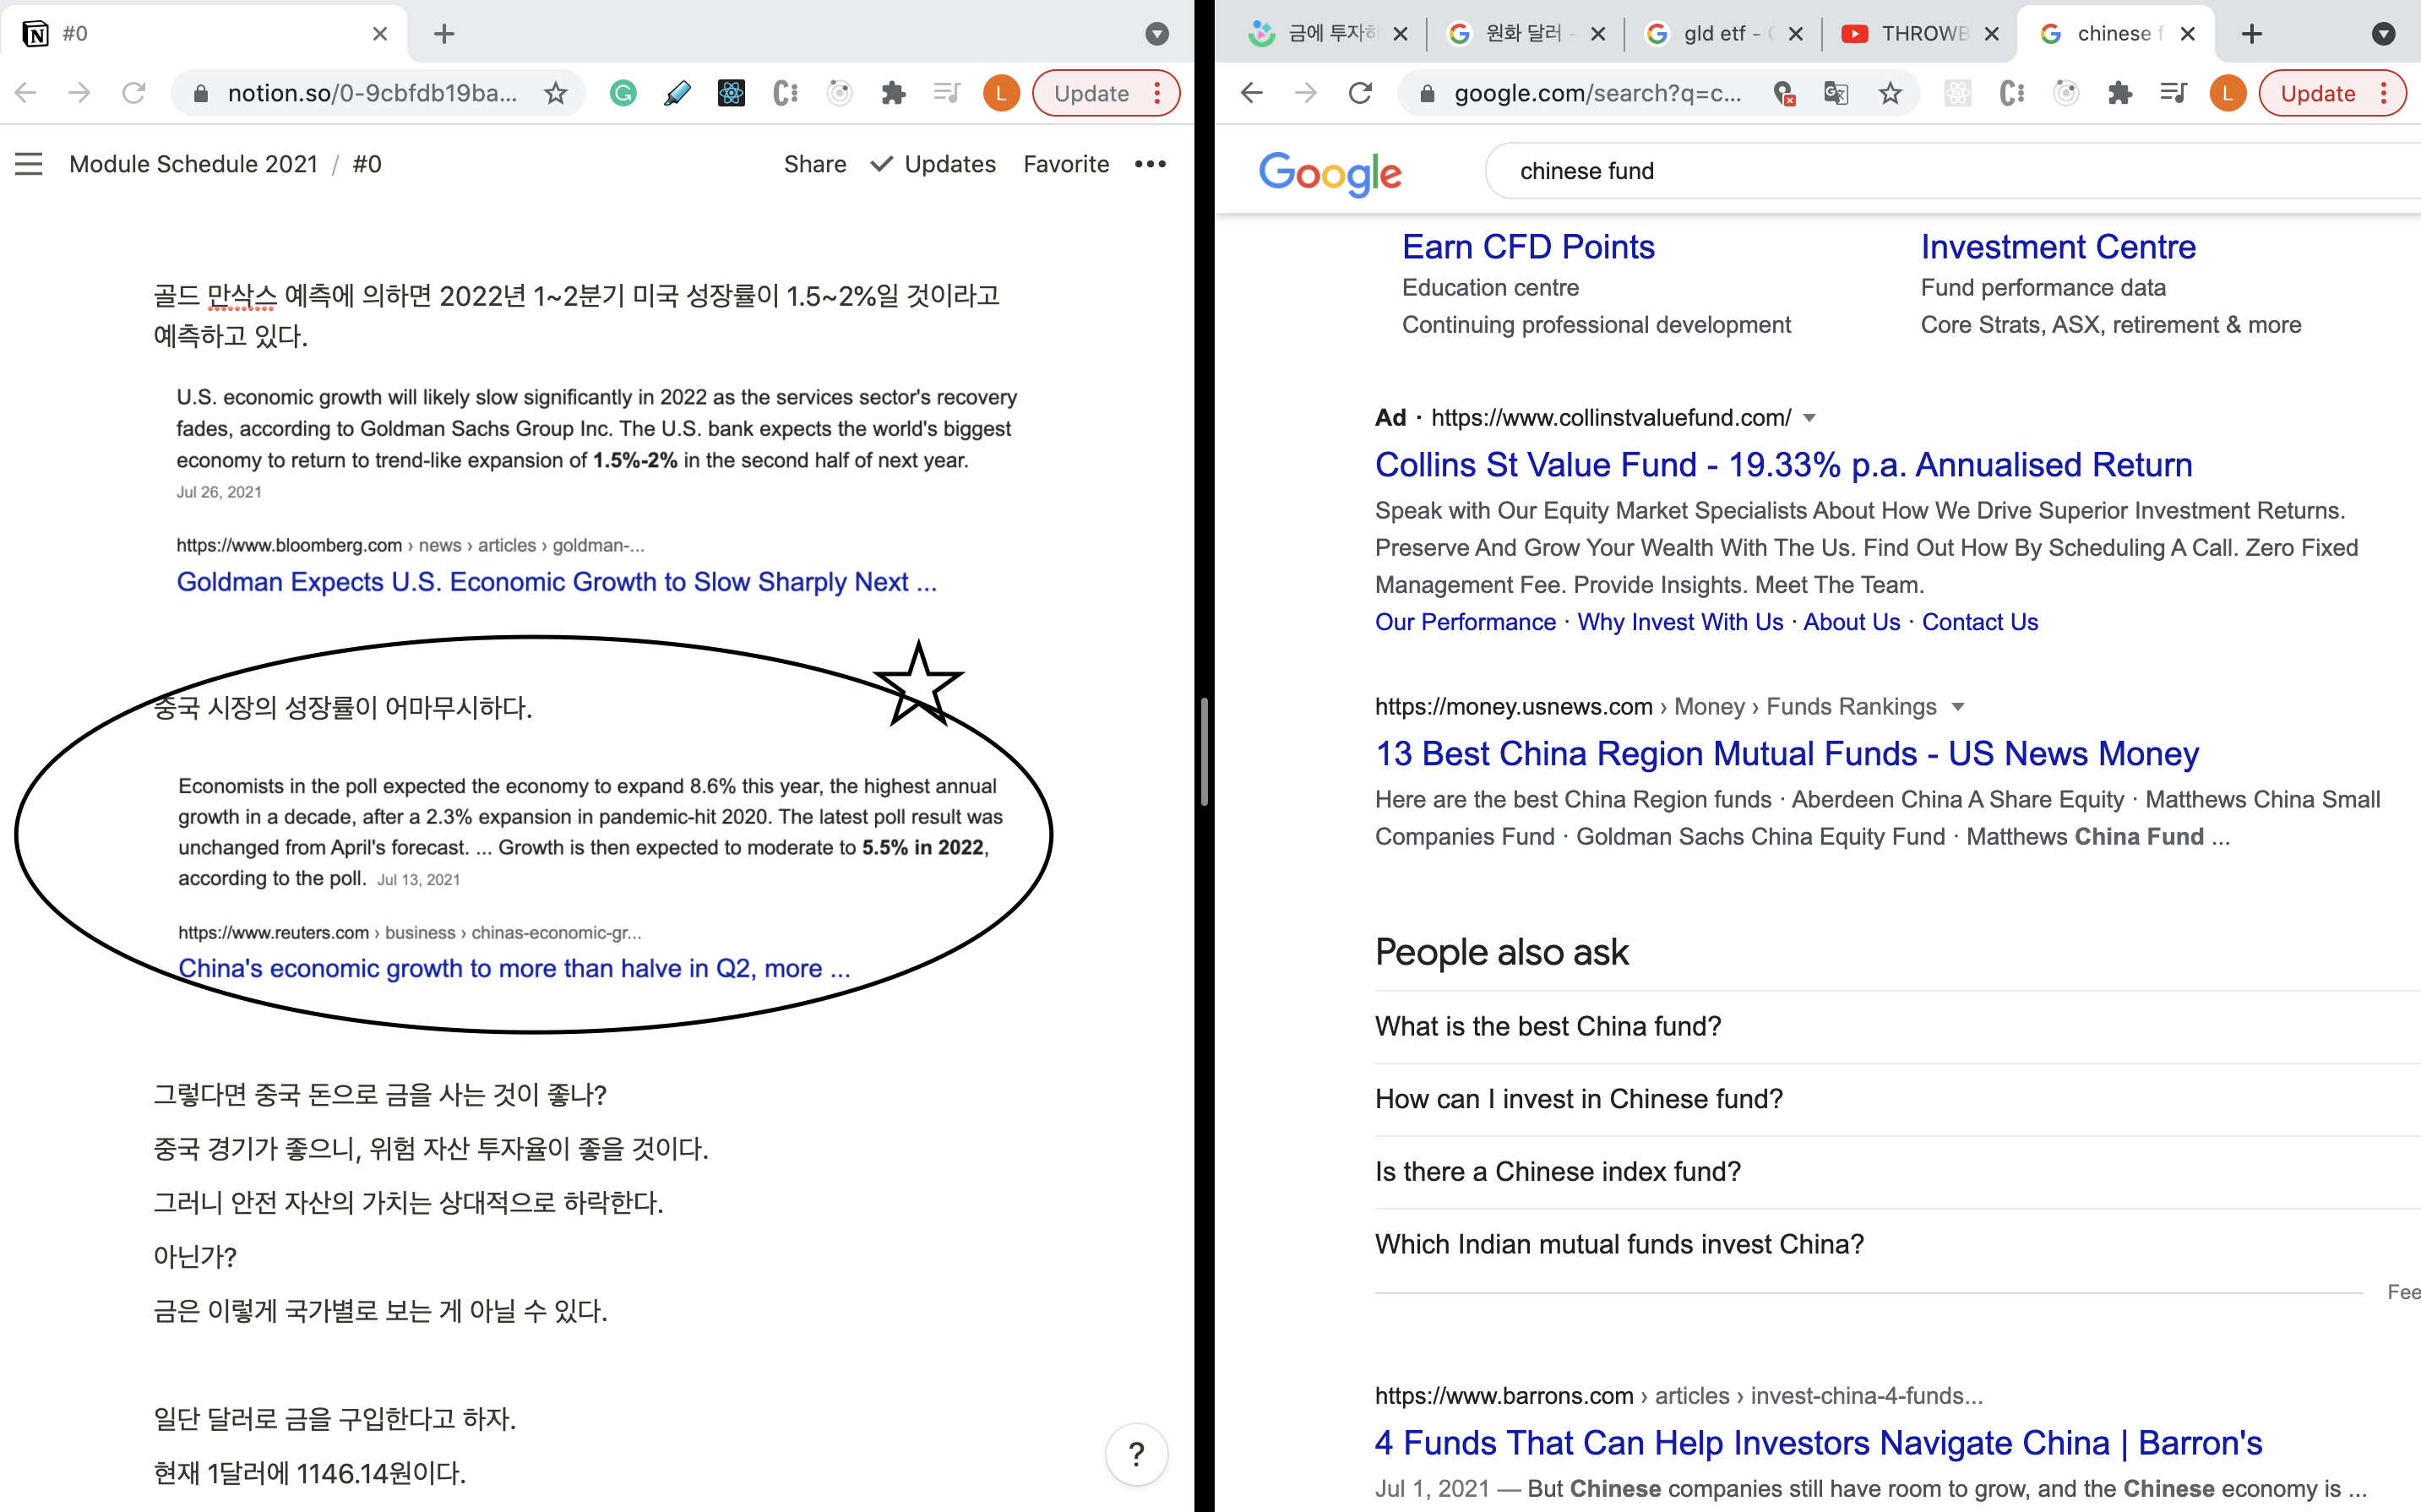 #0
notion.so/0-9cbfdb19ba...
L
Update
Module Schedule 2021 / #0
Share
Updates
Favorite
골드 만삭스 예측에 의하면 2022년 1~2분기 미국 성장률이 1.5~2%일 것이라고
예측하고 있다.
U.S. economic growth will likely slow significantly in 2022 as the services sector's recovery
fades, according to Goldman Sachs Group Inc. The U.S. bank expects the world's biggest
economy to return to trend-like expansion of 1.5%-2% in the second half of next year.
Jul 26, 2021
https://www.bloomberg.com › news › articles › goldman-...
Goldman Expects U.S. Economic Growth to Slow Sharply Next ...
중국 시장의 성장률이 어마무시하다.
Economists in the poll expected the economy to expand 8.6% this year, the highest annual
growth in a decade, after a 2.3% expansion in pandemic-hit 2020. The latest poll result was
unchanged from April's forecast. ... Growth is then expected to moderate to 5.5% in 2022,
according to the poll. Jul 13, 2021
https://www.reuters.com › business › chinas-economic-gr...
China's economic growth to more than halve in Q2, more ...
그렇다면 중국 돈으로 금을 사는 것이 좋나?
중국 경기가 좋으니, 위험 자산 투자율이 좋을 것이다.
그러니 안전 자산의 가치는 상대적으로 하락한다.
아닌가?
금은 이렇게 국가별로 보는 게 아닐 수 있다.
일단 달러로 금을 구입한다고 하자.
현재 1달러에 1146.14원이다.
?
금에 투자하
원화 달러 -
gld etf -
THROWB
chinese f
google.com/search?q=c...
L
Update
Google
chinese fund
Earn CFD Points
Education centre
Continuing professional development
Investment Centre
Fund performance data
Core Strats, ASX, retirement & more
Ad · https://www.collinstvaluefund.com/
Collins St Value Fund - 19.33% p.a. Annualised Return
Speak with Our Equity Market Specialists About How We Drive Superior Investment Returns.
Preserve And Grow Your Wealth With The Us. Find Out How By Scheduling A Call. Zero Fixed
Management Fee. Provide Insights. Meet The Team.
Our Performance · Why Invest With Us · About Us · Contact Us
https://money.usnews.com › Money › Funds Rankings
13 Best China Region Mutual Funds - US News Money
Here are the best China Region funds · Aberdeen China A Share Equity · Matthews China Small
Companies Fund · Goldman Sachs China Equity Fund · Matthews China Fund ...
People also ask
What is the best China fund?
How can I invest in Chinese fund?
Is there a Chinese index fund?
Which Indian mutual funds invest China?
Fee
https://www.barrons.com › articles › invest-china-4-funds...
4 Funds That Can Help Investors Navigate China | Barron's
Jul 1, 2021 — But Chinese companies still have room to grow, and the Chinese economy is ...